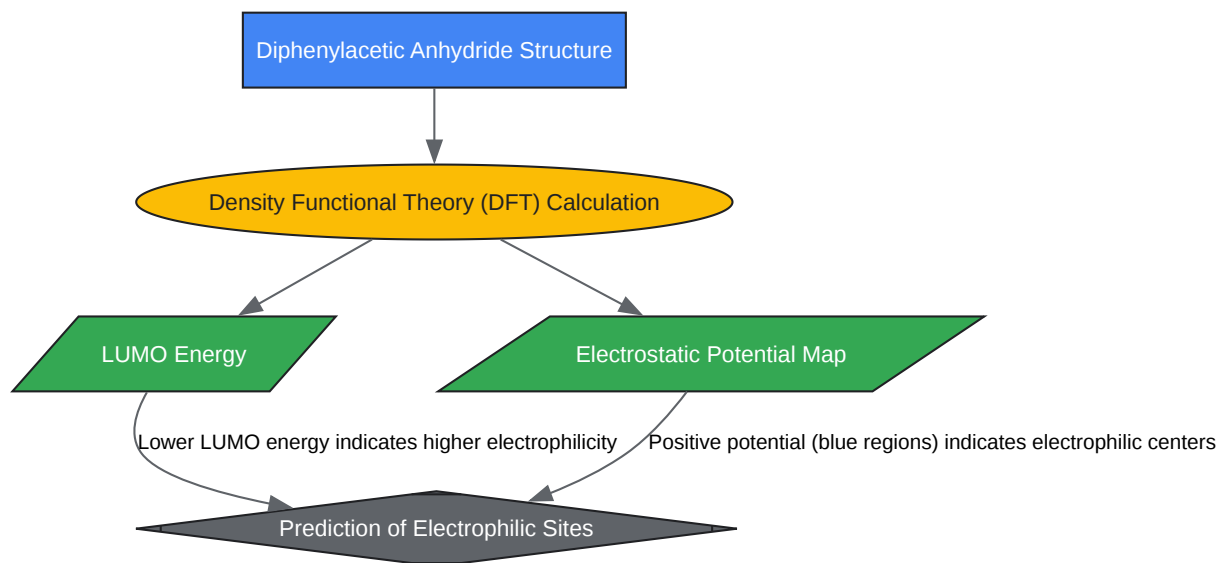 Diphenylacetic Anhydride Structure
Density Functional Theory (DFT) Calculation
LUMO Energy
Electrostatic Potential Map
Lower LUMO energy indicates higher electrophilicity
Positive potential (blue regions) indicates electrophilic centers
Prediction of Electrophilic Sites